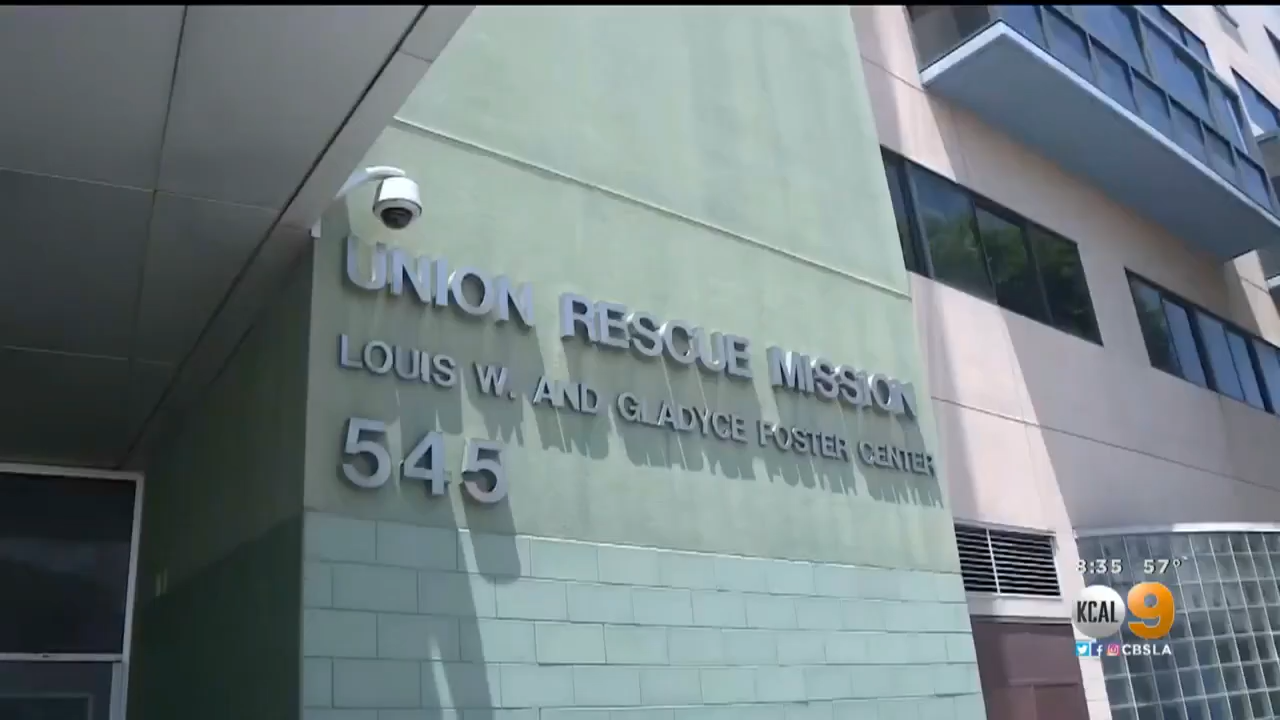 UNION RESCUE MISSION
LOUIS W. AND GLADYCE FOSTER CENTER
545
8:35 57°
KCAL 9
CBSLA